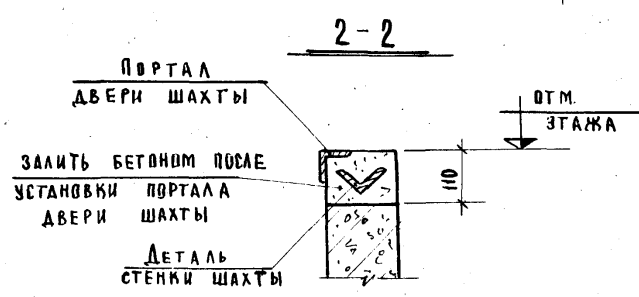 2-2
ПОРТАЛ
ДВЕРИ ШАХТЫ
ОТМ.
ЭТАЖА
ЗАЛИТЬ БЕТОНОМ ПОСЛЕ
УСТАНОВКИ ПОРТАЛА
ДВЕРИ ШАХТЫ
110
ДЕТАЛЬ
СТЕНКИ ШАХТЫ